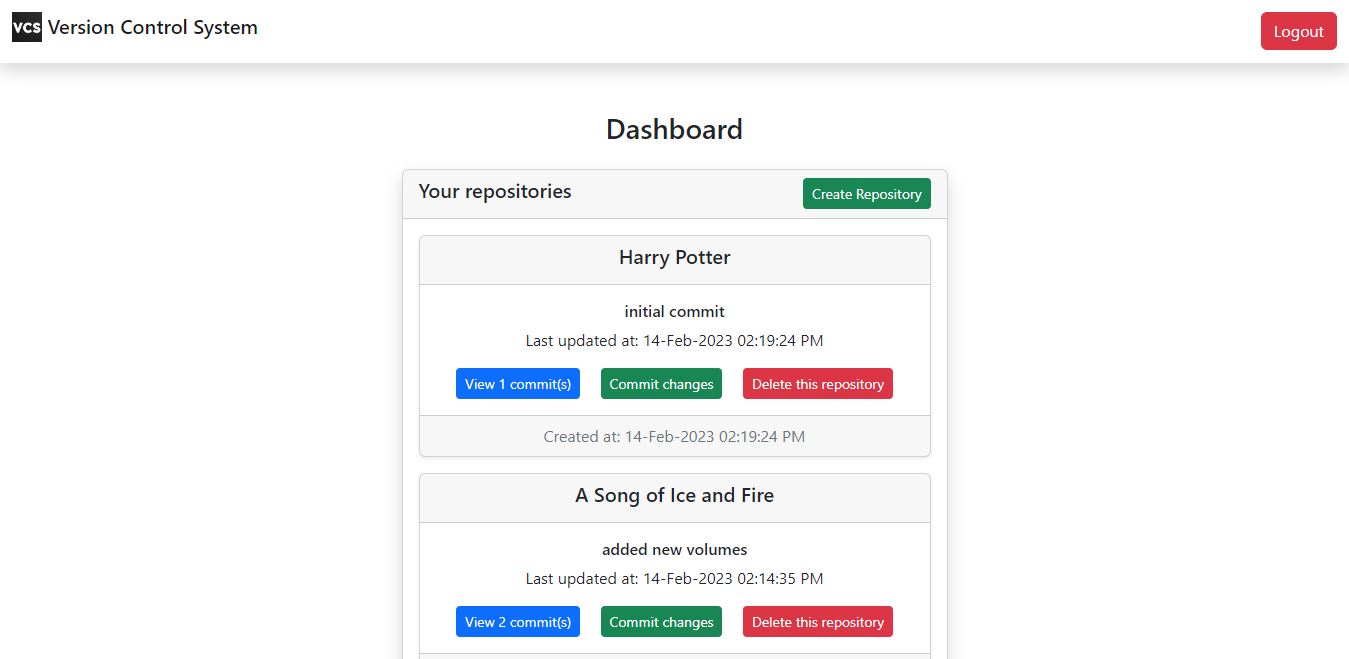 VCS Version Control System
Logout
Dashboard
Your repositories
Create Repository
Harry Potter
initial commit
Last updated at: 14-Feb-2023 02:19:24 PM
View 1 commit(s) Commit changes Delete this repository
Created at: 14-Feb-2023 02:19:24 PM
A Song of Ice and Fire
added new volumes
Last updated at: 14-Feb-2023 02:14:35 PM
View 2 commit(s) Commit changes Delete this repository